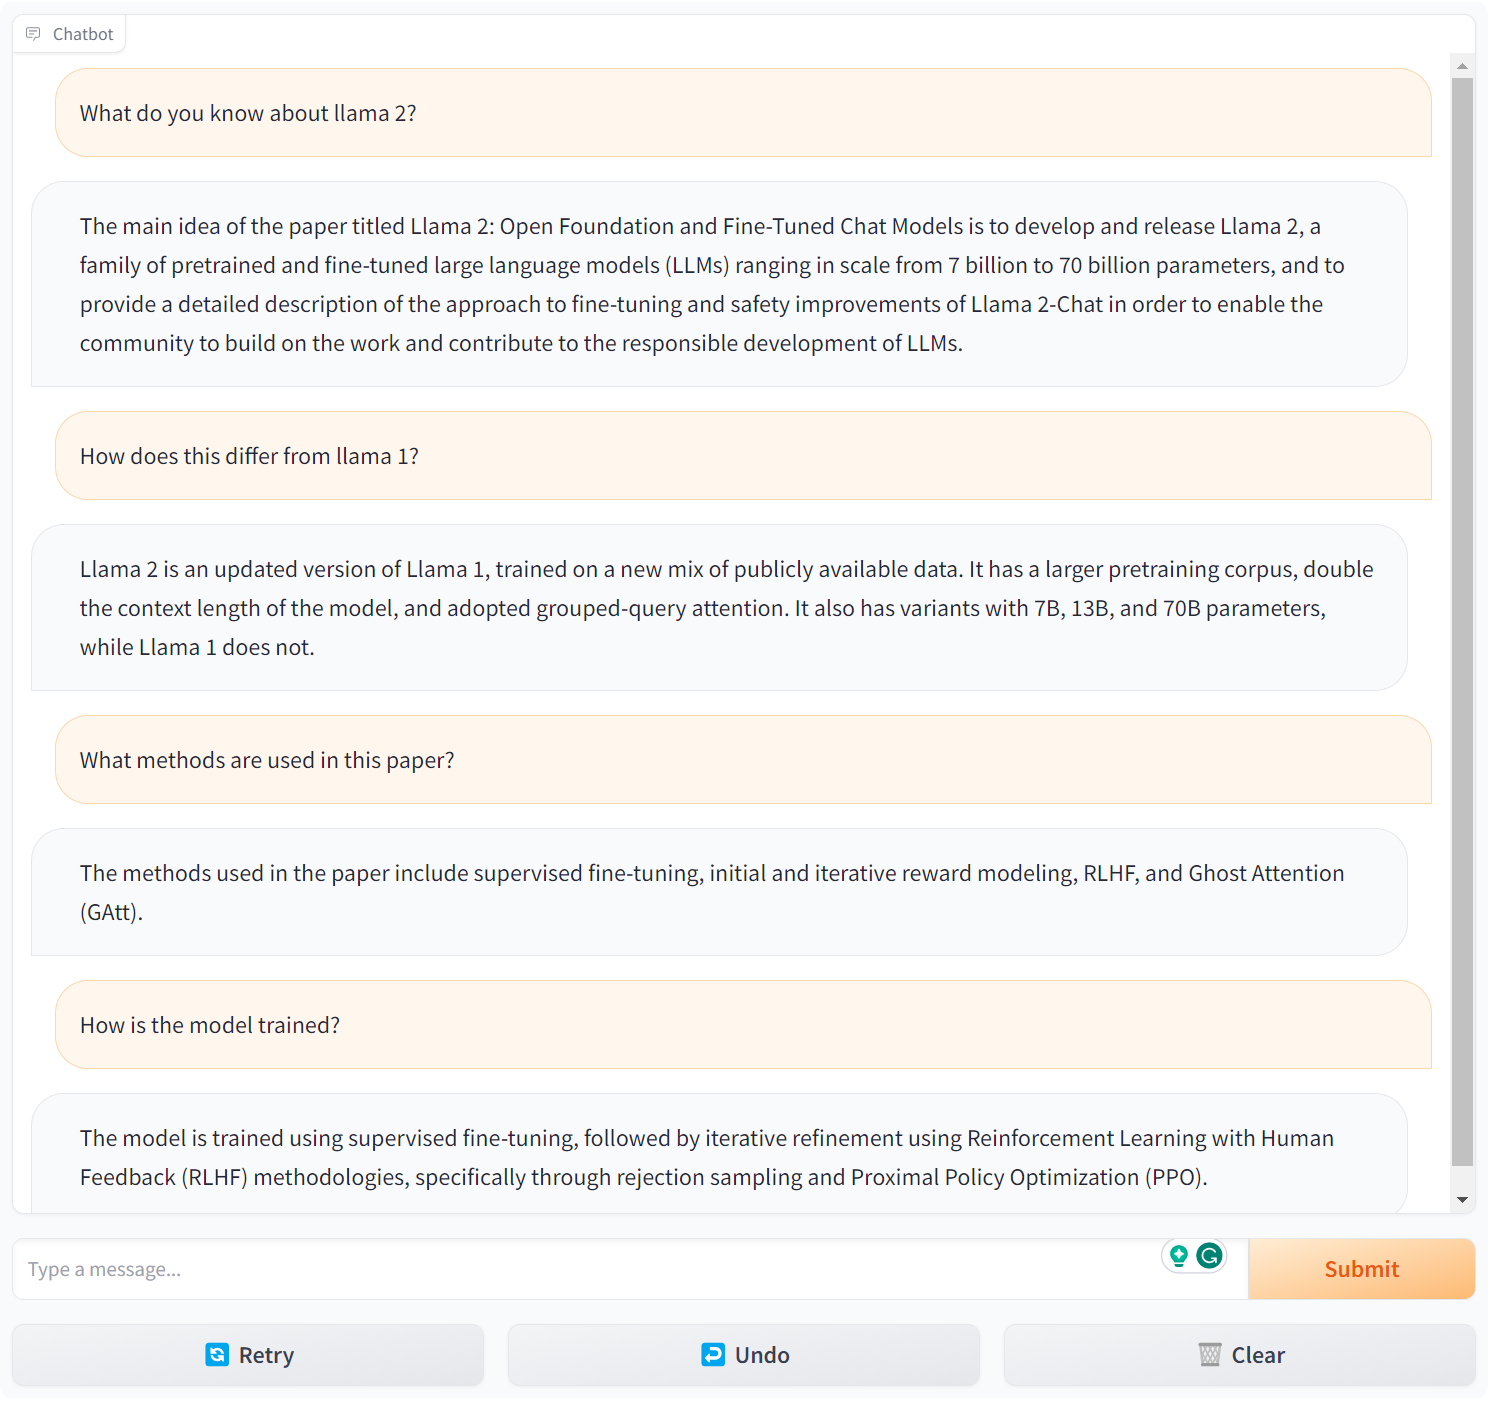 Chatbot
What do you know about llama 2?
The main idea of the paper titled Llama 2: Open Foundation and Fine-Tuned Chat Models is to develop and release Llama 2, a
family of pretrained and fine-tuned large language models (LLMs) ranging in scale from 7 billion to 70 billion parameters, and to
provide a detailed description of the approach to fine-tuning and safety improvements of Llama 2-Chat in order to enable the
community to build on the work and contribute to the responsible development of LLMs.
How does this differ from llama 1?
Llama 2 is an updated version of Llama 1, trained on a new mix of publicly available data. It has a larger pretraining corpus, double
the context length of the model, and adopted grouped-query attention. It also has variants with 7B, 13B, and 70B parameters,
while Llama 1 does not.
What methods are used in this paper?
The methods used in the paper include supervised fine-tuning, initial and iterative reward modeling, RLHF, and Ghost Attention
(GAtt).
How is the model trained?
The model is trained using supervised fine-tuning, followed by iterative refinement using Reinforcement Learning with Human
Feedback (RLHF) methodologies, specifically through rejection sampling and Proximal Policy Optimization (PPO).
Type a message...
Submit
Retry
Undo
Clear